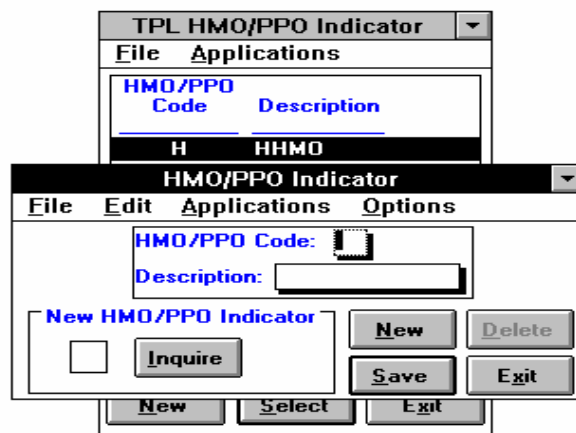 TPL HMO/PPO Indicator
File Applications
HMO/PPO
Code Description
H HHMO
HMO/PPO Indicator
File Edit Applications Options
HMO/PPO Code:
Description:
New HMO/PPO Indicator
Inquire
New Delete
Save Exit
New Select Exit